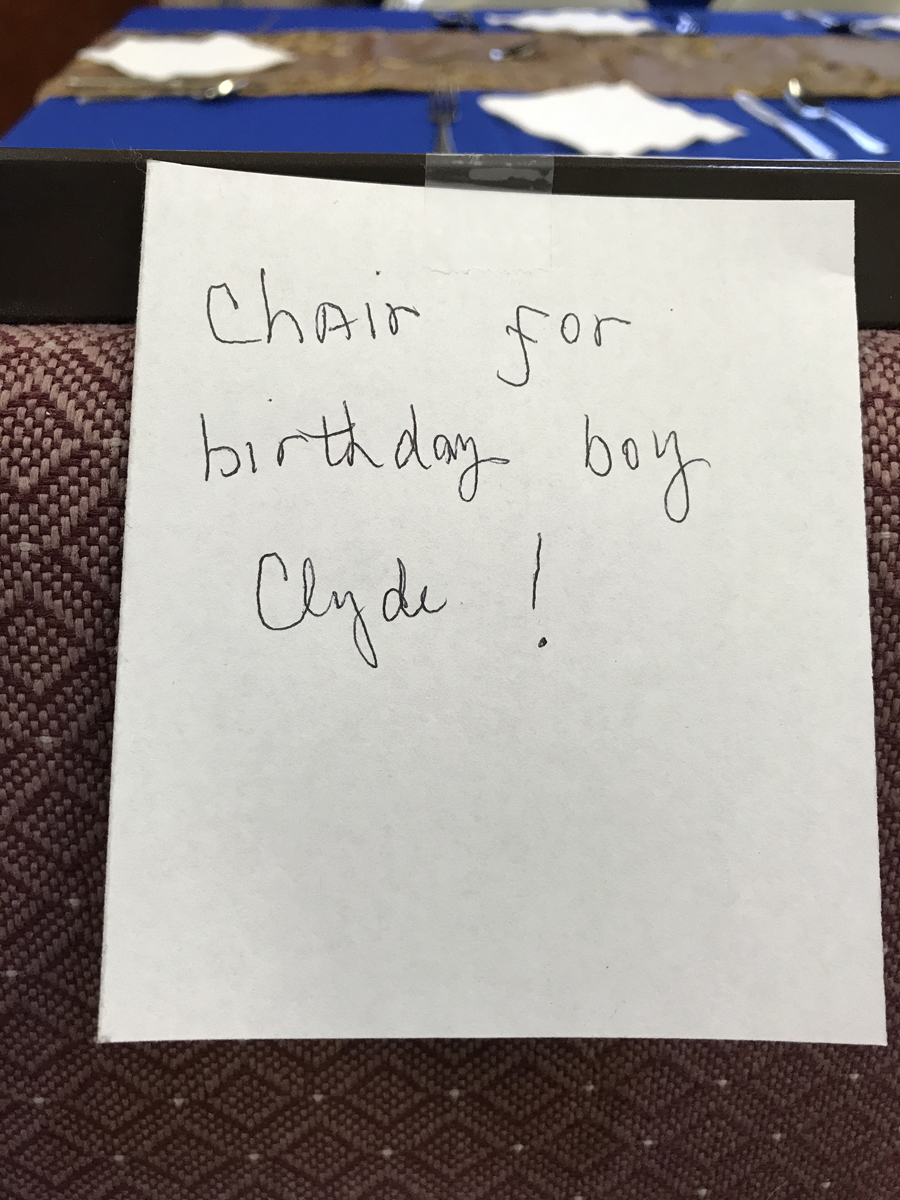 Chair for
birthday boy
Clyde !